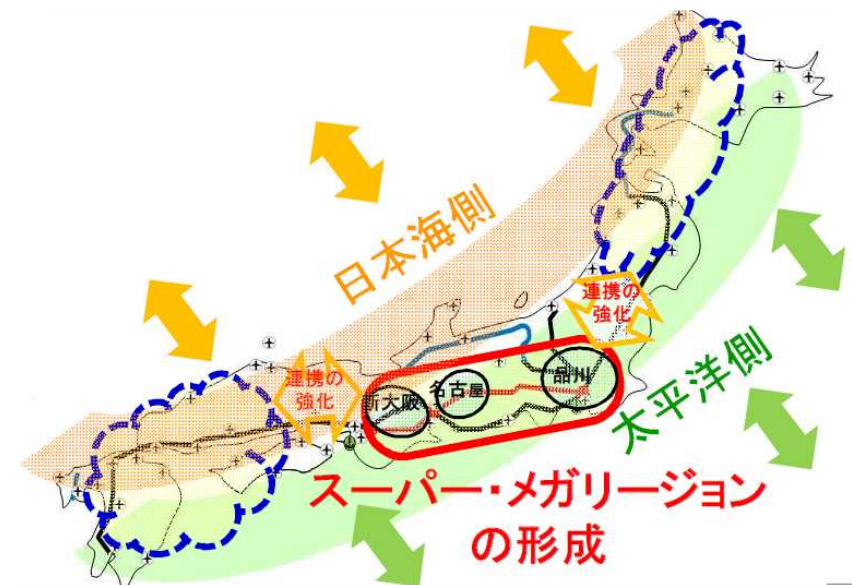 日本海側
連携の
強化
連携の
強化
新大阪
名古屋
品川
太平洋側
スーパー・メガリージョン
の形成